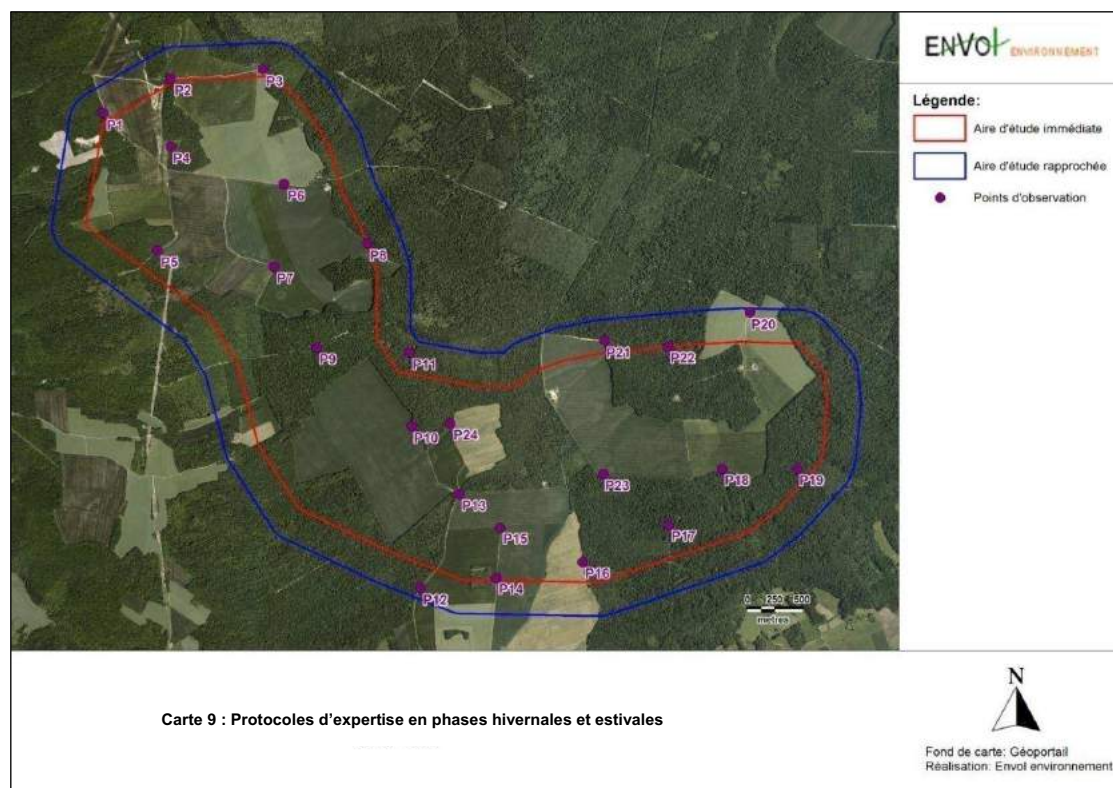 ENVOL ENVIRONNEMENT
Légende:
Aire d'étude immédiate
Aire d'étude rapprochée
Points d'observation
P1
P2
P3
P4
P5
P6
P7
P8
P9
P10
P11
P12
P13
P14
P15
P16
P17
P18
P19
P20
P21
P22
P23
P24
0 250 500
metres
Carte 9 : Protocoles d'expertise en phases hivernales et estivales
N
Fond de carte: Géoportail
Réalisation: Envol environnement